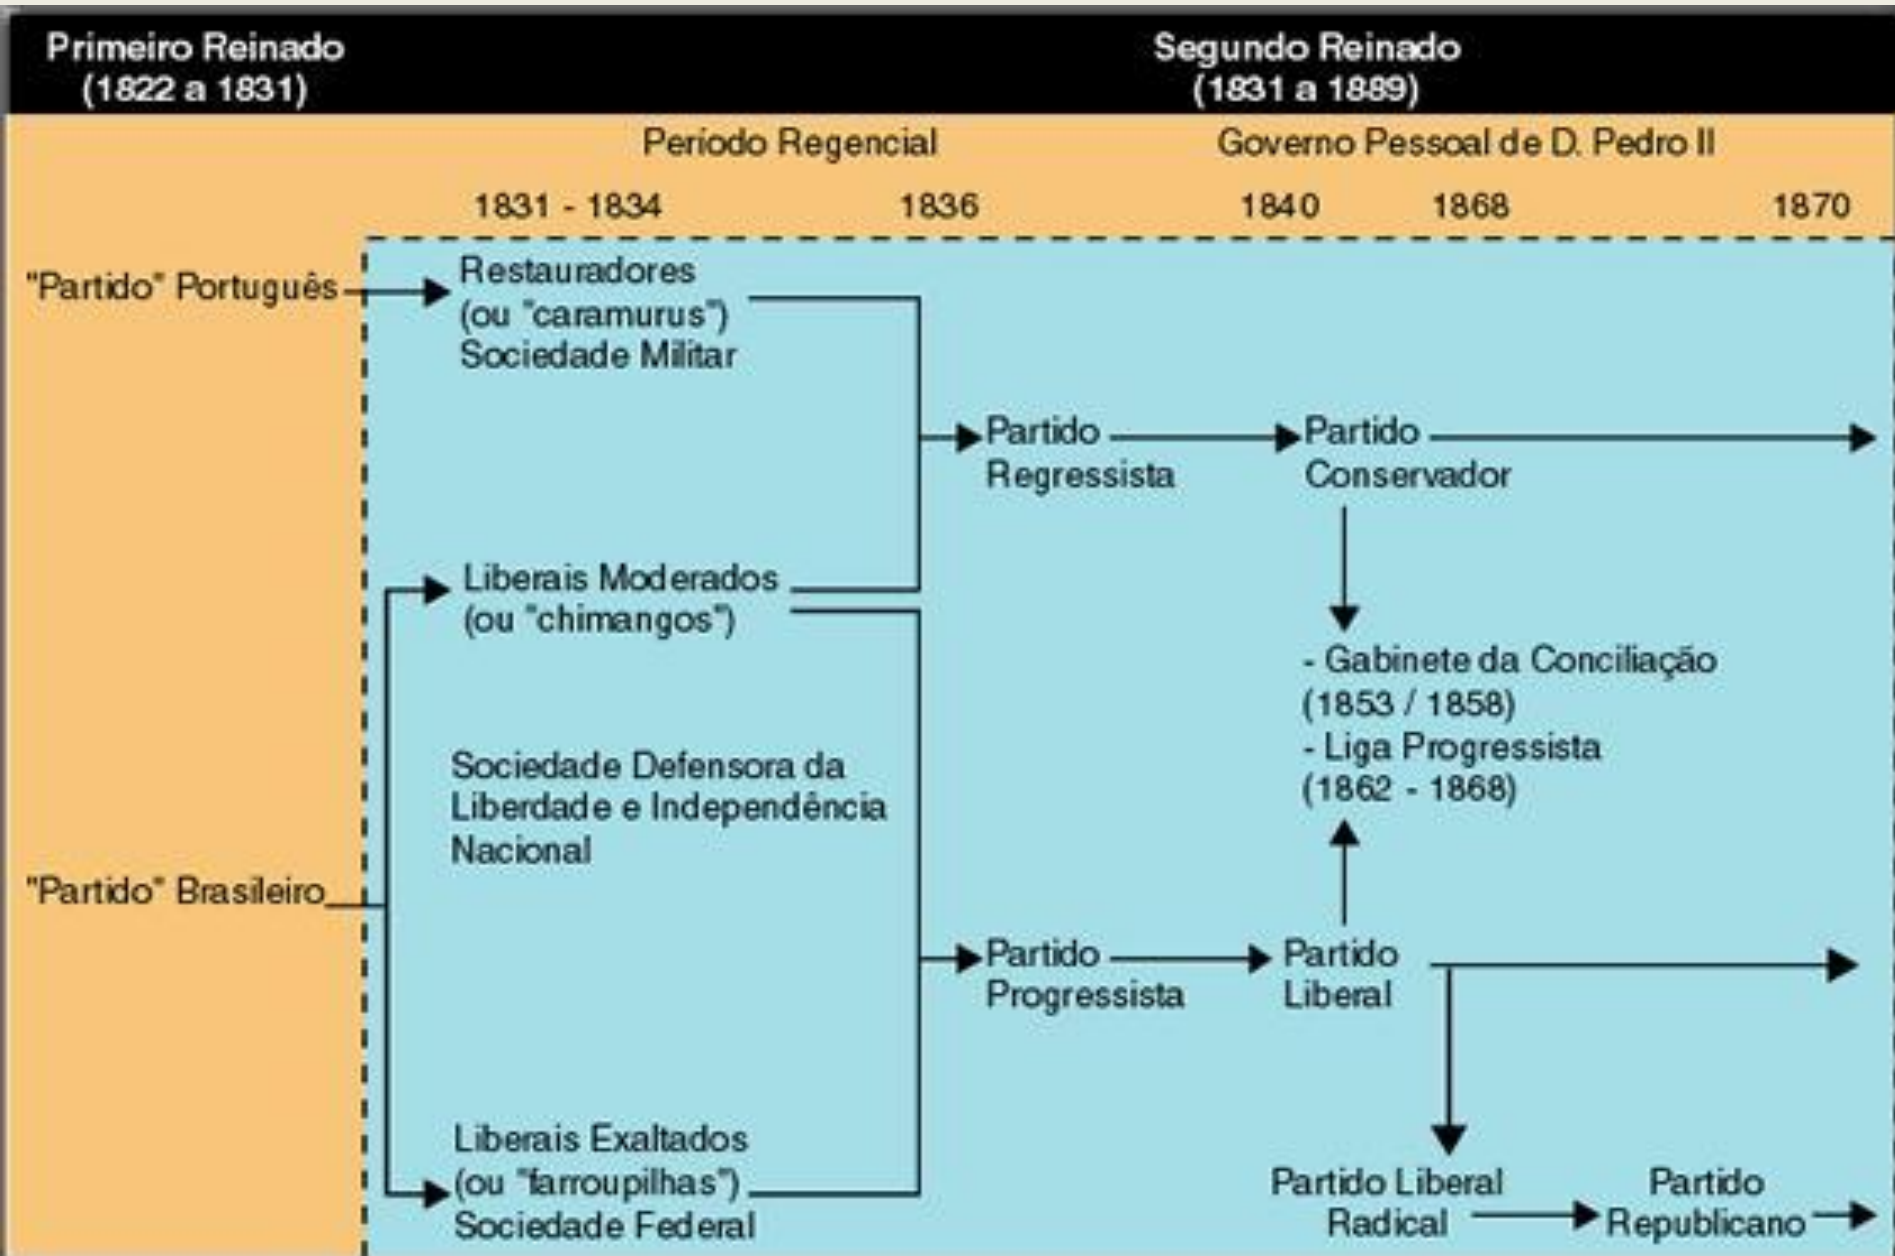 Primeiro Reinado
(1822 a 1831)
Segundo Reinado
(1831 a 1889)
Período Regencial
Governo Pessoal de D. Pedro II
1831 - 1834
1836
1840
1868
1870
"Partido" Português
Restauradores
(ou "caramurus")
Sociedade Militar
Partido
Regressista
Partido
Conservador
Liberais Moderados
(ou "chimangos")
- Gabinete da Conciliação
(1853 / 1858)
- Liga Progressista
(1862 - 1868)
Sociedade Defensora da
Liberdade e Independência
Nacional
"Partido" Brasileiro
Partido
Progressista
Partido
Liberal
Liberais Exaltados
(ou "farroupilhas")
Sociedade Federal
Partido Liberal
Radical
Partido
Republicano